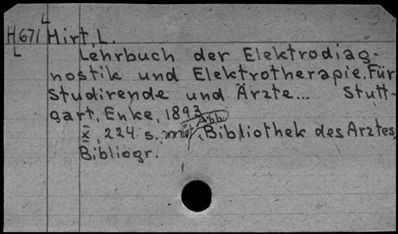 L
H671 Hirt, L.
L
Lehrbuch der Elektrodiag-
nostik und Elektrotherapie. Für
Studirende und Ärzte... Stutt-
gart, Enke, 1893
X, 224 s. mit Abb. Bibliothek des Arztes,
Bibliogr.